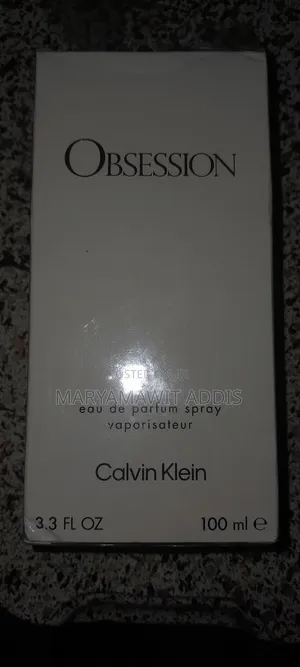 OBSESSION
MARYAMAWIT ADDIS
eau de parfum spray
vaporisateur
Calvin Klein
3.3 FL OZ 100 ml ℮